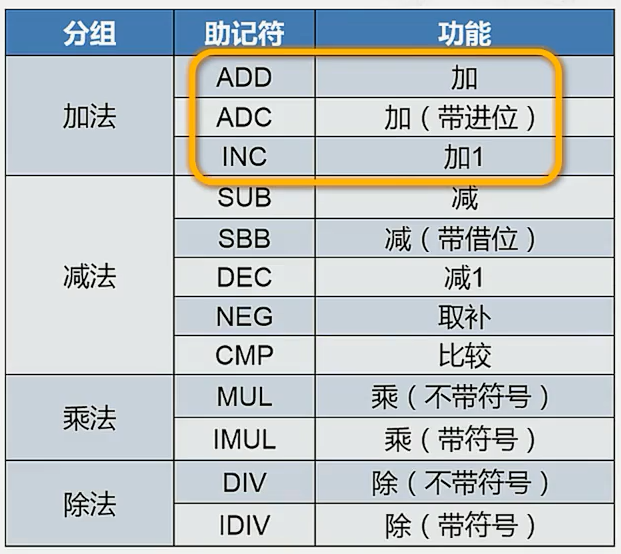 分组 助记符 功能
加法 ADD 加
ADC 加（带进位）
INC 加1
减法 SUB 减
SBB 减（带借位）
DEC 减1
NEG 取补
CMP 比较
乘法 MUL 乘（不带符号）
IMUL 乘（带符号）
除法 DIV 除（不带符号）
IDIV 除（带符号）